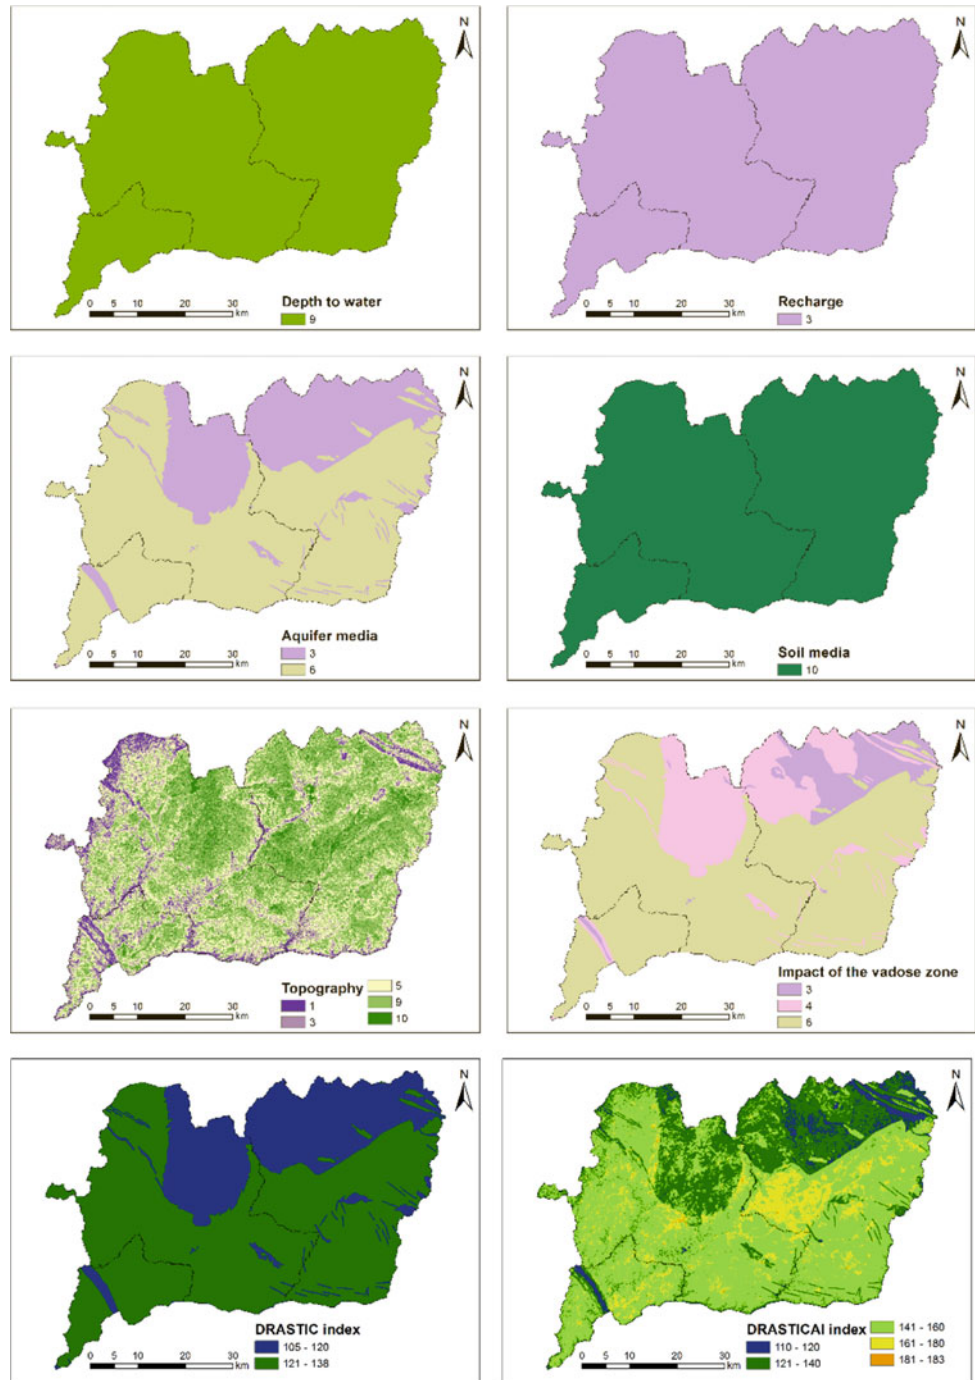 N
0 5 10 20 30
km
Depth to water
9
N
0 5 10 20 30
km
Recharge
3
N
0 5 10 20 30
km
Aquifer media
3
6
N
0 5 10 20 30
km
Soil media
10
N
0 5 10 20 30
km
Topography
1
3
5
9
10
N
0 5 10 20 30
km
Impact of the vadose zone
3
4
6
N
0 5 10 20 30
km
DRASTIC index
105 - 120
121 - 138
N
0 5 10 20 30
km
DRASTICAI index
110 - 120
121 - 140
141 - 160
161 - 180
181 - 183